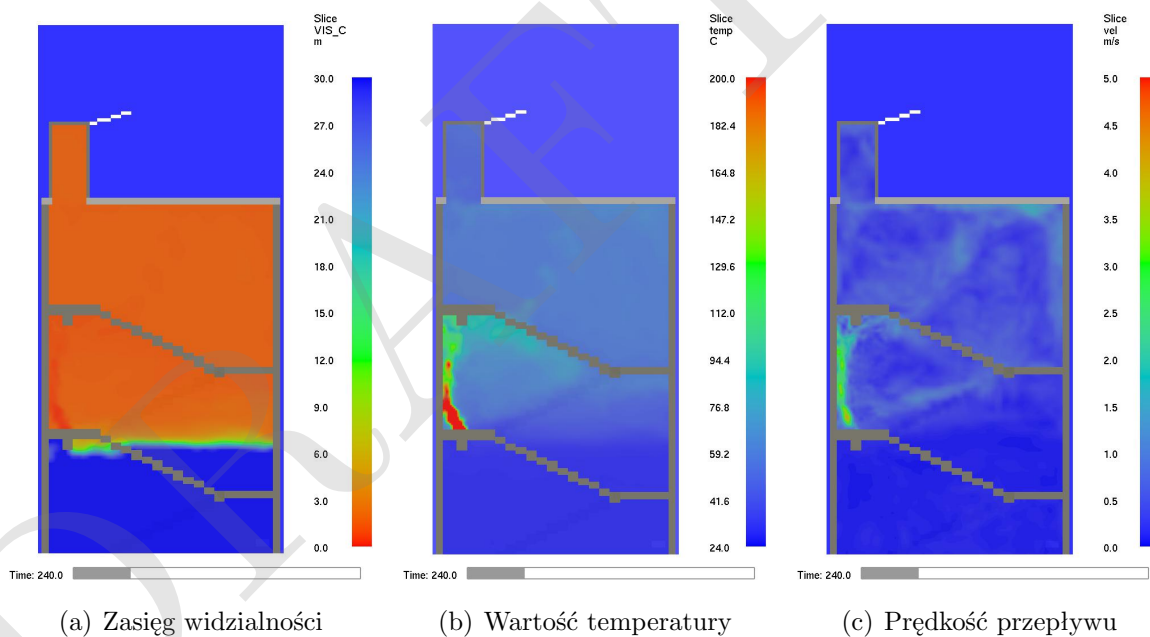 Slice
VIS_C
m
30.0
27.0
24.0
21.0
18.0
15.0
12.0
9.0
6.0
3.0
0.0
Time: 240.0
(a) Zasięg widzialności
Slice
temp
C
200.0
182.4
164.8
147.2
129.6
112.0
94.4
76.8
59.2
41.6
24.0
Time: 240.0
(b) Wartość temperatury
Slice
vel
m/s
5.0
4.5
4.0
3.5
3.0
2.5
2.0
1.5
1.0
0.5
0.0
Time: 240.0
(c) Prędkość przepływu
DRAFT